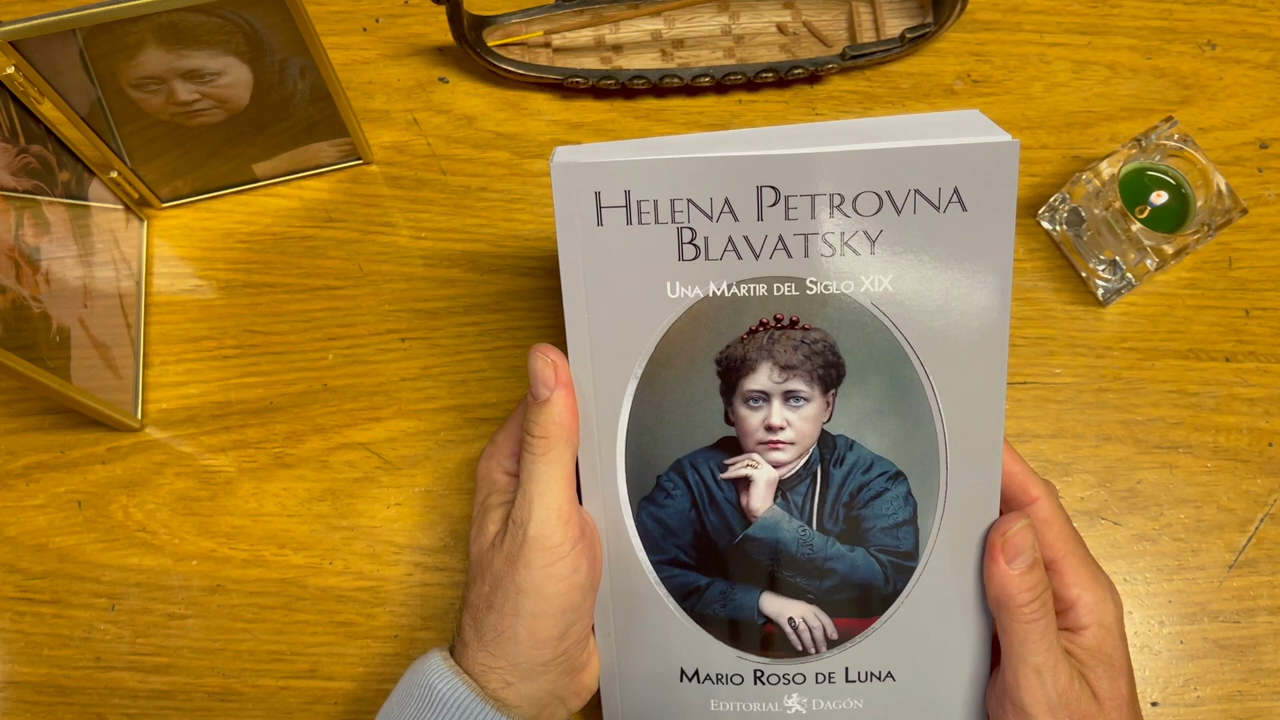 Helena Petrovna
Blavatsky
Una Mártir del Siglo XIX
Mario Roso de Luna
Editorial Dagón